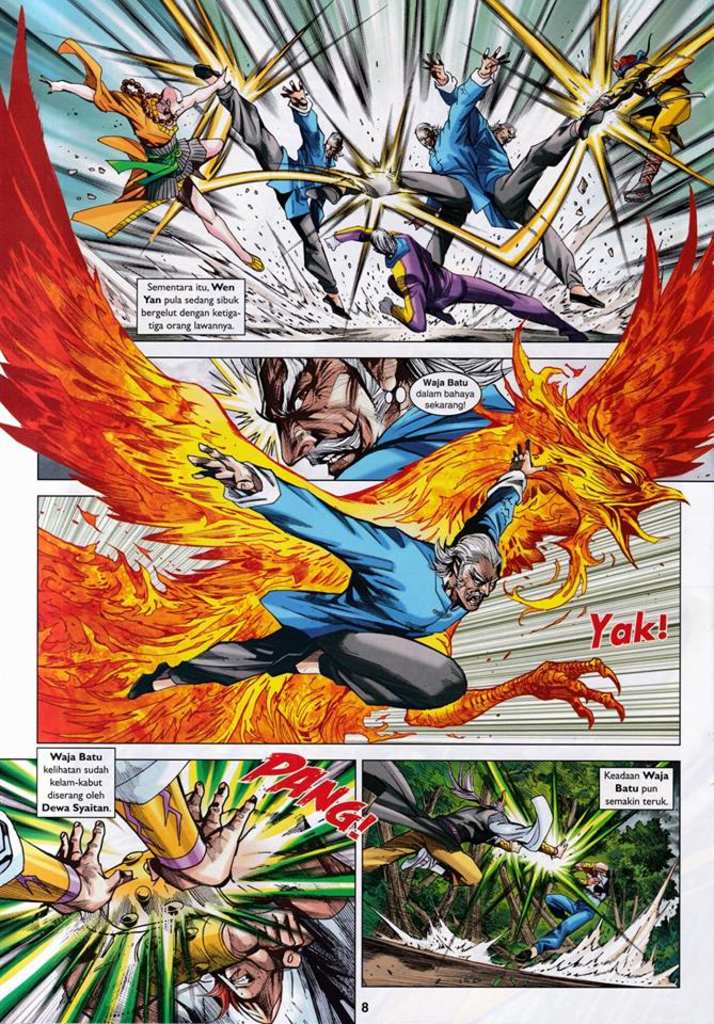 Sementara itu, Wen
Yan pula sedang sibuk
bergelut dengan ketiga-
tiga orang lawannya.
Waja Batu
dalam bahaya
sekarang!
Yak!
Waja Batu
kelihatan sudah
kelam-kabut
diserang oleh
Dewa Syaitan.
PANG!
Keadaan Waja
Batu pun
semakin teruk.
8